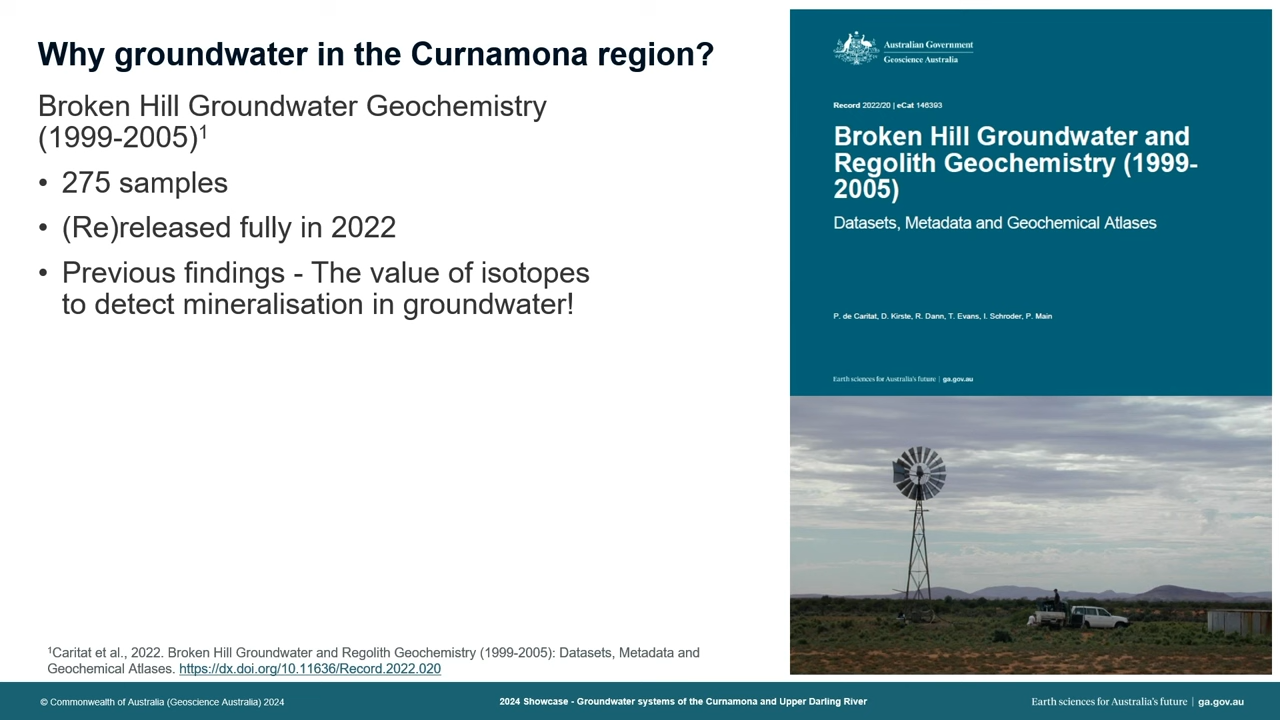 Why groundwater in the Curnamona region?
Broken Hill Groundwater Geochemistry
(1999-2005)¹
• 275 samples
• (Re)released fully in 2022
• Previous findings - The value of isotopes
to detect mineralisation in groundwater!
Australian Government
Geoscience Australia
Record 2022/20 | eCat 146393
Broken Hill Groundwater and
Regolith Geochemistry (1999-
2005)
Datasets, Metadata and Geochemical Atlases
P. de Caritat, D. Kirste, R. Dann, T. Evans, I. Schroder, P. Main
Earth sciences for Australia's future | ga.gov.au
¹Caritat et al., 2022. Broken Hill Groundwater and Regolith Geochemistry (1999-2005): Datasets, Metadata and
Geochemical Atlases. https://dx.doi.org/10.11636/Record.2022.020
© Commonwealth of Australia (Geoscience Australia) 2024
2024 Showcase - Groundwater systems of the Curnamona and Upper Darling River
Earth sciences for Australia's future | ga.gov.au